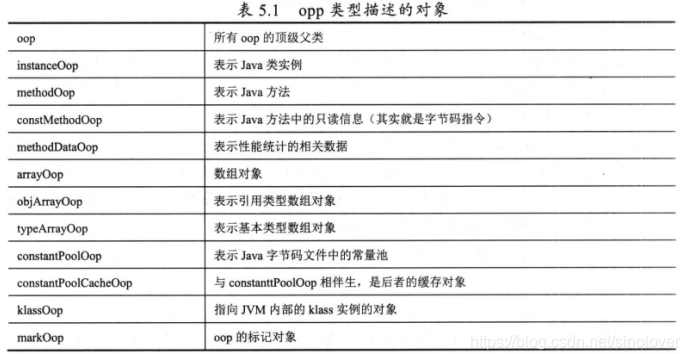 表 5.1 opp 类型描述的对象
oop 所有 oop 的顶级父类
instanceOop 表示 Java 类实例
methodOop 表示 Java 方法
constMethodOop 表示 Java 方法中的只读信息（其实就是字节码指令）
methodDataOop 表示性能统计的相关数据
arrayOop 数组对象
objArrayOop 表示引用类型数组对象
typeArrayOop 表示基本类型数组对象
constantPoolOop 表示 Java 字节码文件中的常量池
constantPoolCacheOop 与 constanttPoolOop 相伴生，是后者的缓存对象
klassOop 指向 JVM 内部的 klass 实例的对象
markOop oop 的标记对象
https://blog.csdn.net/sinolover